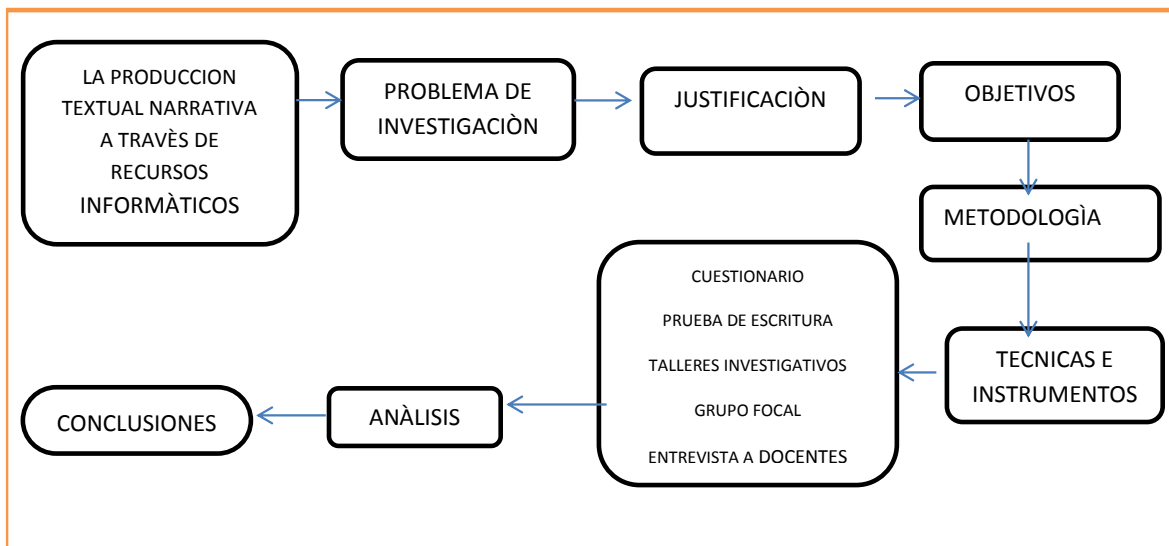 LA PRODUCCION
TEXTUAL NARRATIVA
A TRAVÈS DE
RECURSOS
INFORMÀTICOS
PROBLEMA DE
INVESTIGACIÒN
JUSTIFICACIÒN
OBJETIVOS
METODOLOGÌA
TECNICAS E
INSTRUMENTOS
CUESTIONARIO
PRUEBA DE ESCRITURA
TALLERES INVESTIGATIVOS
GRUPO FOCAL
ENTREVISTA A DOCENTES
ANÀLISIS
CONCLUSIONES